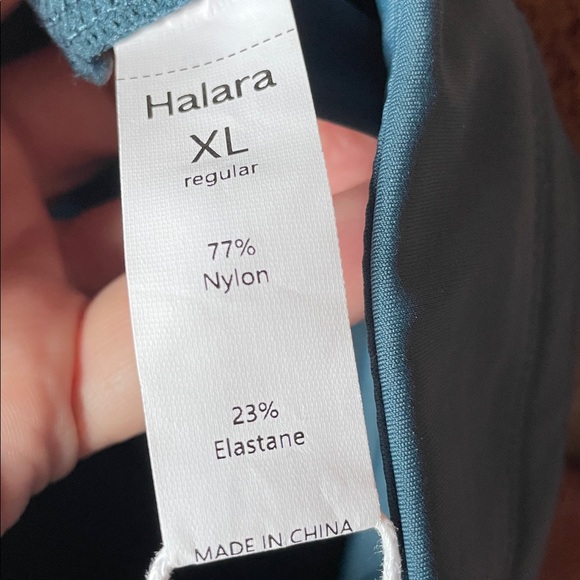 Halara
XL
regular
77%
Nylon
23%
Elastane
MADE IN CHINA